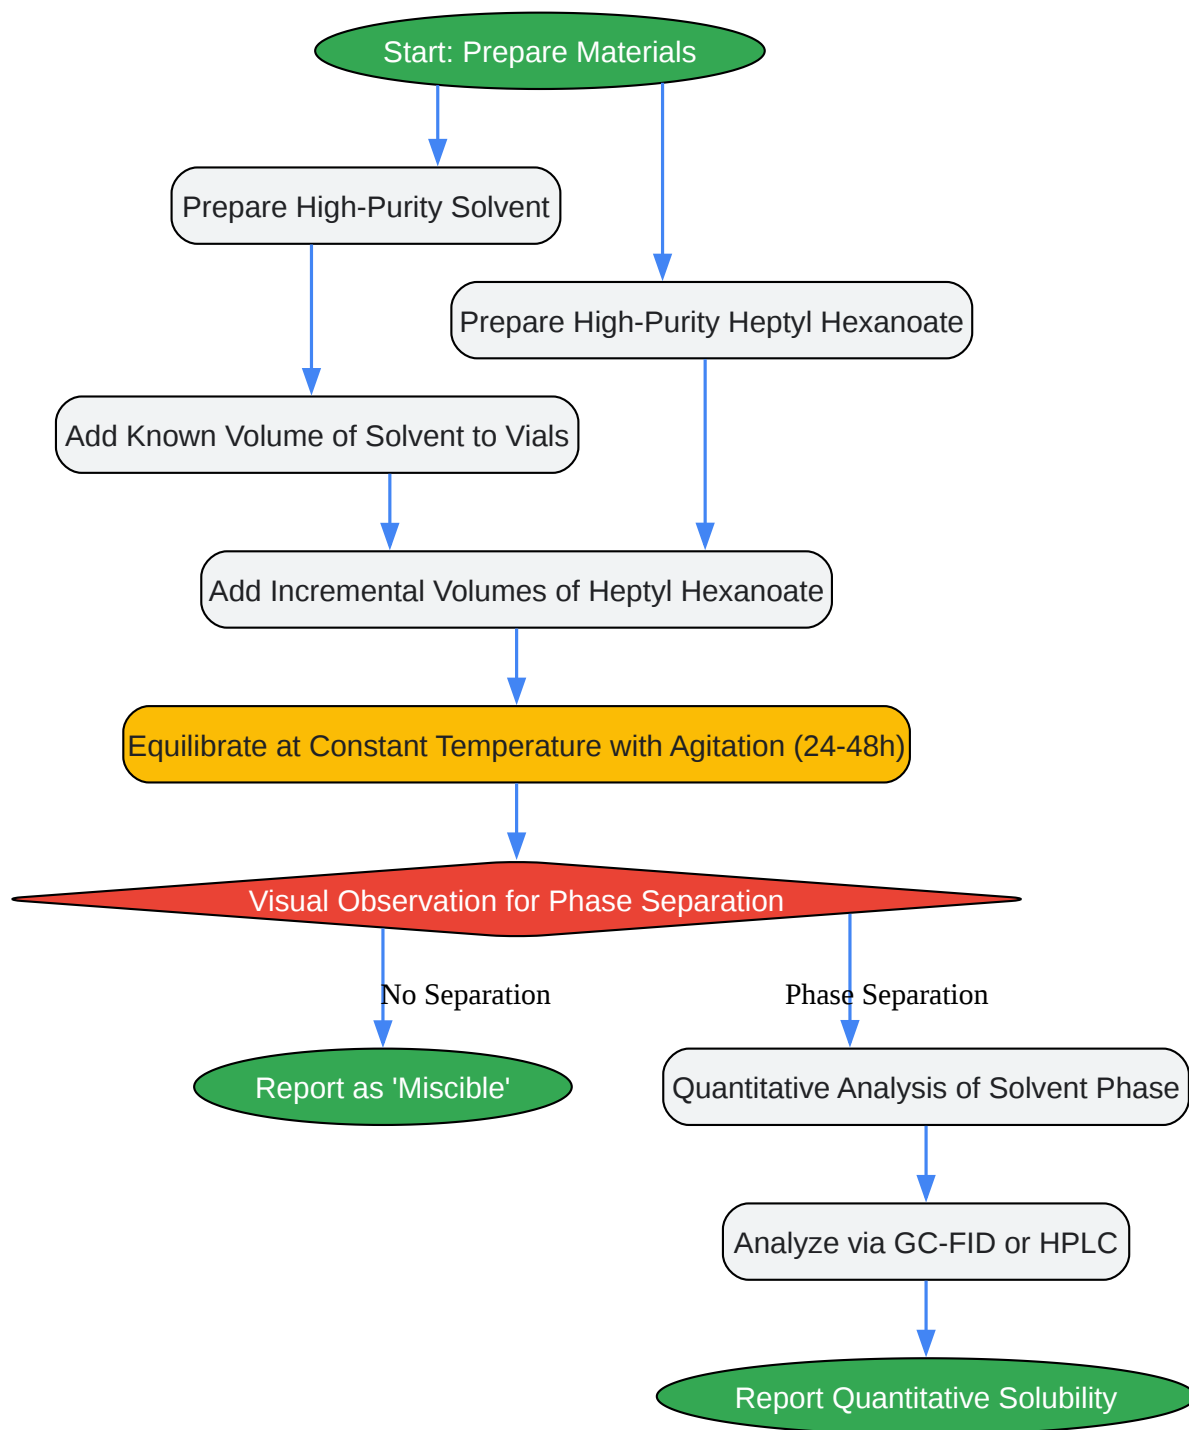 Start: Prepare Materials
Prepare High-Purity Solvent
Prepare High-Purity Heptyl Hexanoate
Add Known Volume of Solvent to Vials
Add Incremental Volumes of Heptyl Hexanoate
Equilibrate at Constant Temperature with Agitation (24-48h)
Visual Observation for Phase Separation
No Separation
Phase Separation
Report as 'Miscible'
Quantitative Analysis of Solvent Phase
Analyze via GC-FID or HPLC
Report Quantitative Solubility